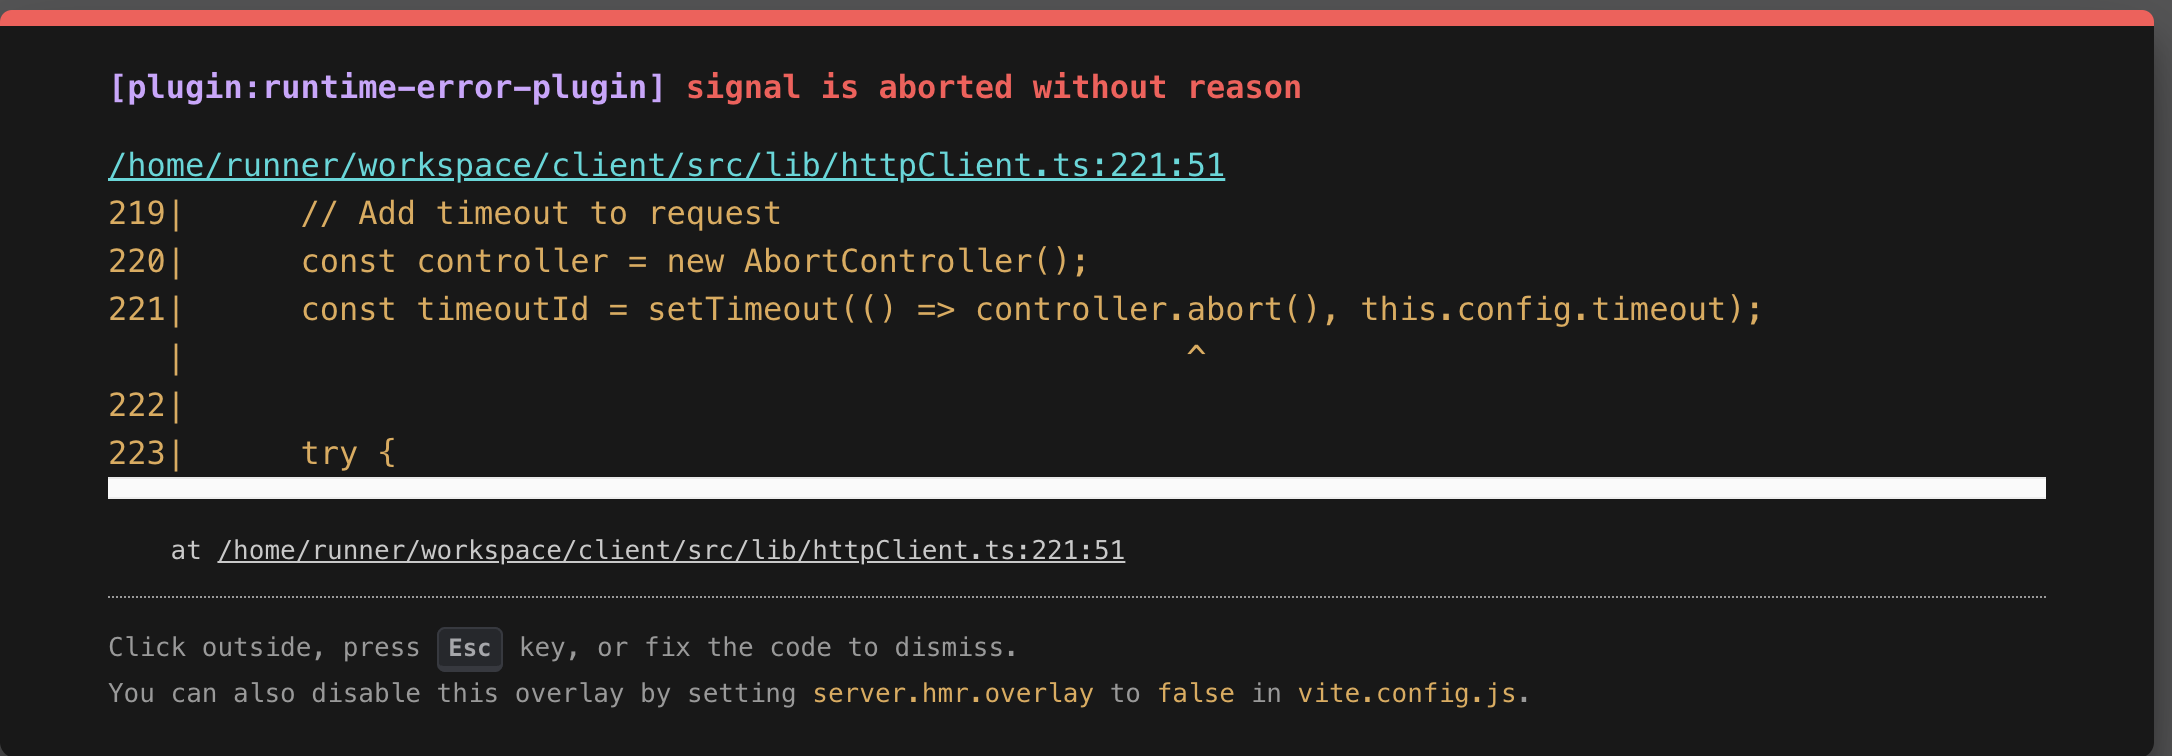 [plugin:runtime-error-plugin] signal is aborted without reason
/home/runner/workspace/client/src/lib/httpClient.ts:221:51
219|      // Add timeout to request
220|      const controller = new AbortController();
221|      const timeoutId = setTimeout(() => controller.abort(), this.config.timeout);
   |                                                    ^
222|
223|      try {
at /home/runner/workspace/client/src/lib/httpClient.ts:221:51
Click outside, press Esc key, or fix the code to dismiss.
You can also disable this overlay by setting server.hmr.overlay to false in vite.config.js.